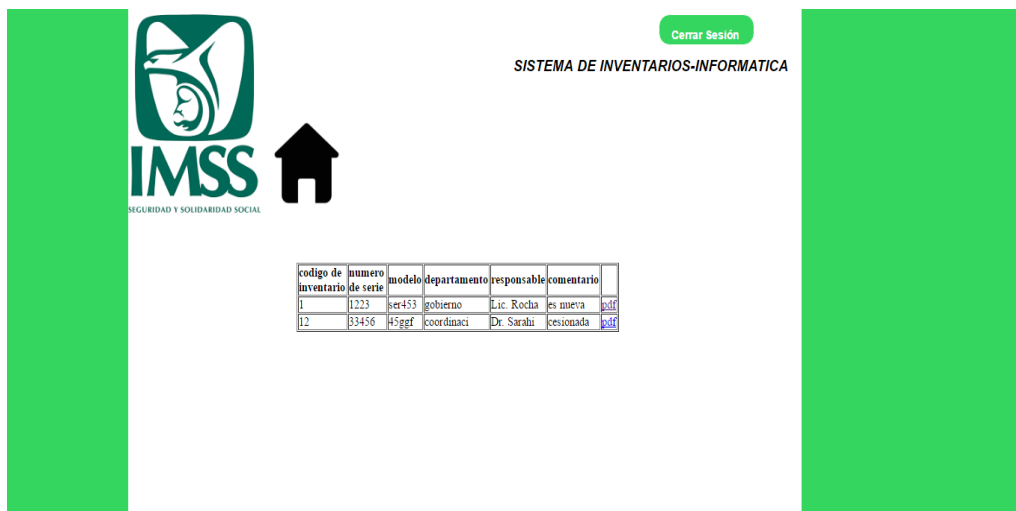 Cerrar Sesión
SISTEMA DE INVENTARIOS-INFORMATICA
IMSS
SEGURIDAD Y SOLIDARIDAD SOCIAL
codigo de inventario numero de serie modelo departamento responsable comentario
1 1223 ser453 gobierno Lic. Rocha es nueva pdf
12 33456 45ggf coordinaci Dr. Sarahi cesionada pdf